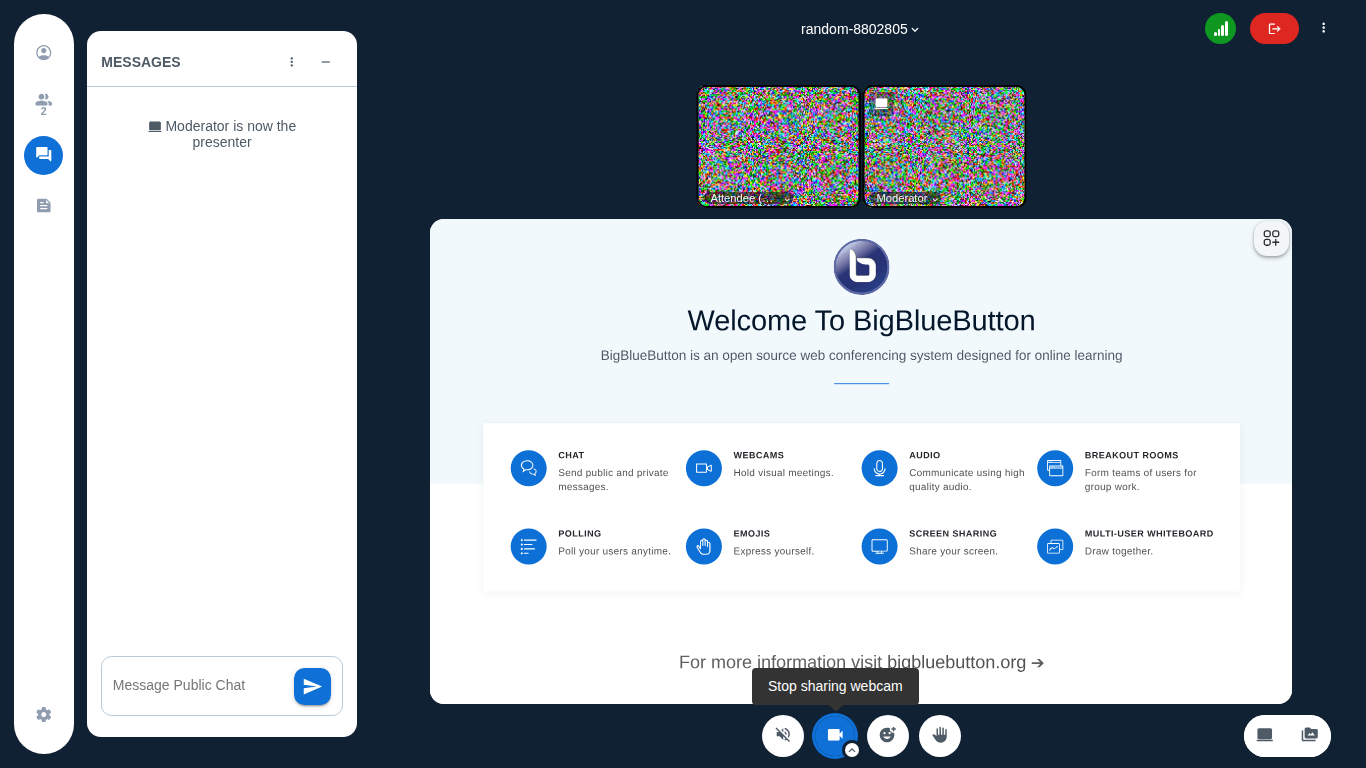 random-8802805
MESSAGES
2
Moderator is now the
presenter
Attendee (...
Moderator
Welcome To BigBlueButton
BigBlueButton is an open source web conferencing system designed for online learning
CHAT
Send public and private
messages.
WEBCAMS
Hold visual meetings.
AUDIO
Communicate using high
quality audio.
BREAKOUT ROOMS
Form teams of users for
group work.
POLLING
Poll your users anytime.
EMOJIS
Express yourself.
SCREEN SHARING
Share your screen.
MULTI-USER WHITEBOARD
Draw together.
For more information visit bigbluebutton.org →
Message Public Chat
Stop sharing webcam